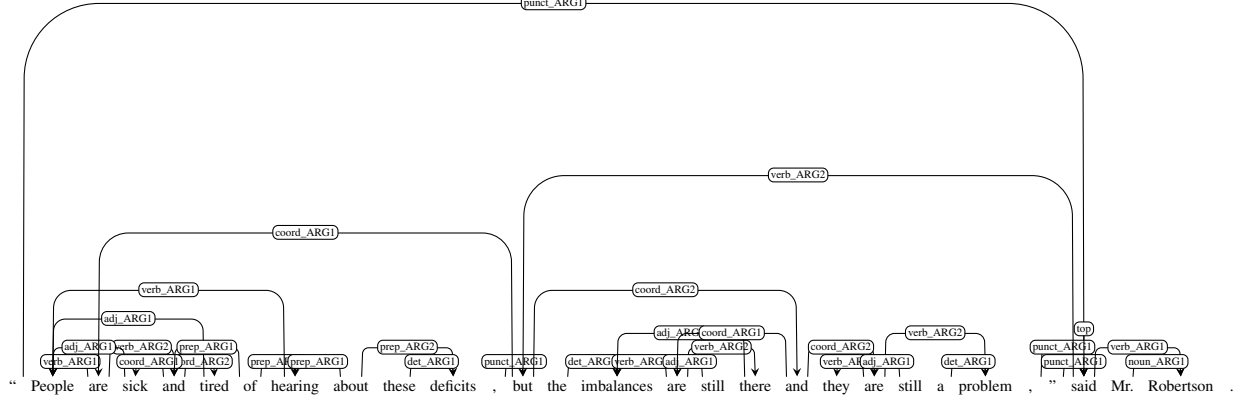 punct_ARG1
verb_ARG2
coord_ARG1
verb_ARG1 coord_ARG2
adj_ARG1 top
adj_ARG1 verb_ARG2 prep_ARG1 coord_ARG1 verb_ARG2 coord_ARG2 verb_ARG2 punct_ARG1 verb_ARG1
verb_ARG1 coord_ARG1 prep_ARG1 prep_ARG2 det_ARG1 punct_ARG1 adj_ARG1 det_ARG1 punct_ARG1 noun_ARG1
“ People are sick and tired of hearing about these deficits , but the imbalances are still there and they are still a problem , ” said Mr. Robertson .